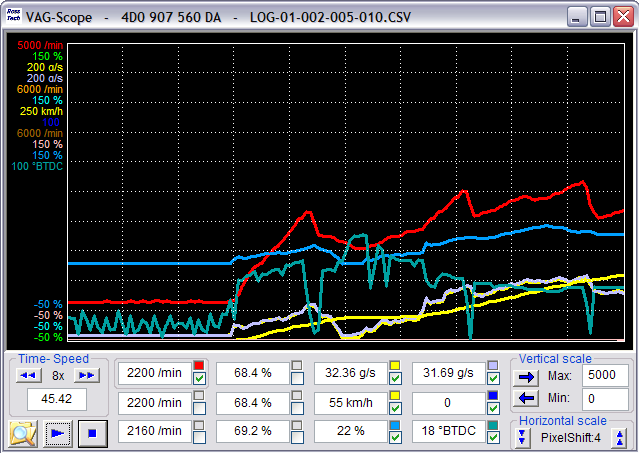 Ross Tech VAG-Scope - 4D0 907 560 DA - LOG-01-002-005-010.CSV
5000 /min
150 %
200 α/s
200 α/s
6000 /min
150 %
250 km/h
100
6000 /min
150 %
150 %
100 °BTDC
-50 %
-50 %
-50 %
-50 %
Time- Speed
8x
45.42
2200 /min 68.4 % 32.36 g/s 31.69 g/s
2200 /min 68.4 % 55 km/h 0
2160 /min 69.2 % 22 % 18 °BTDC
Vertical scale
Max: 5000
Min: 0
Horizontal scale
PixelShift:4